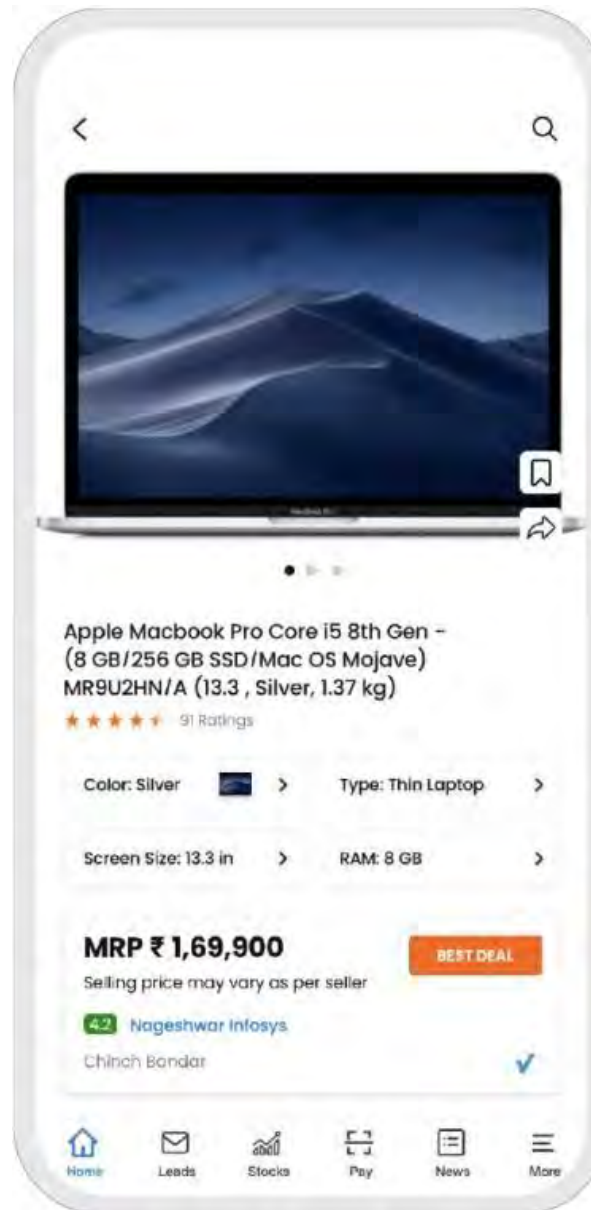 Apple Macbook Pro Core i5 8th Gen -
(8 GB/256 GB SSD/Mac OS Mojave)
MR9U2HN/A (13.3 , Silver, 1.37 kg)
91 Ratings
Color: Silver
Type: Thin Laptop
Screen Size: 13.3 in
RAM: 8 GB
MRP ₹ 1,69,900
BEST DEAL
Selling price may vary as per seller
4.2 Nageshwar Infosys
Chinch Bandar
Home
Leads
Stocks
Pay
News
More